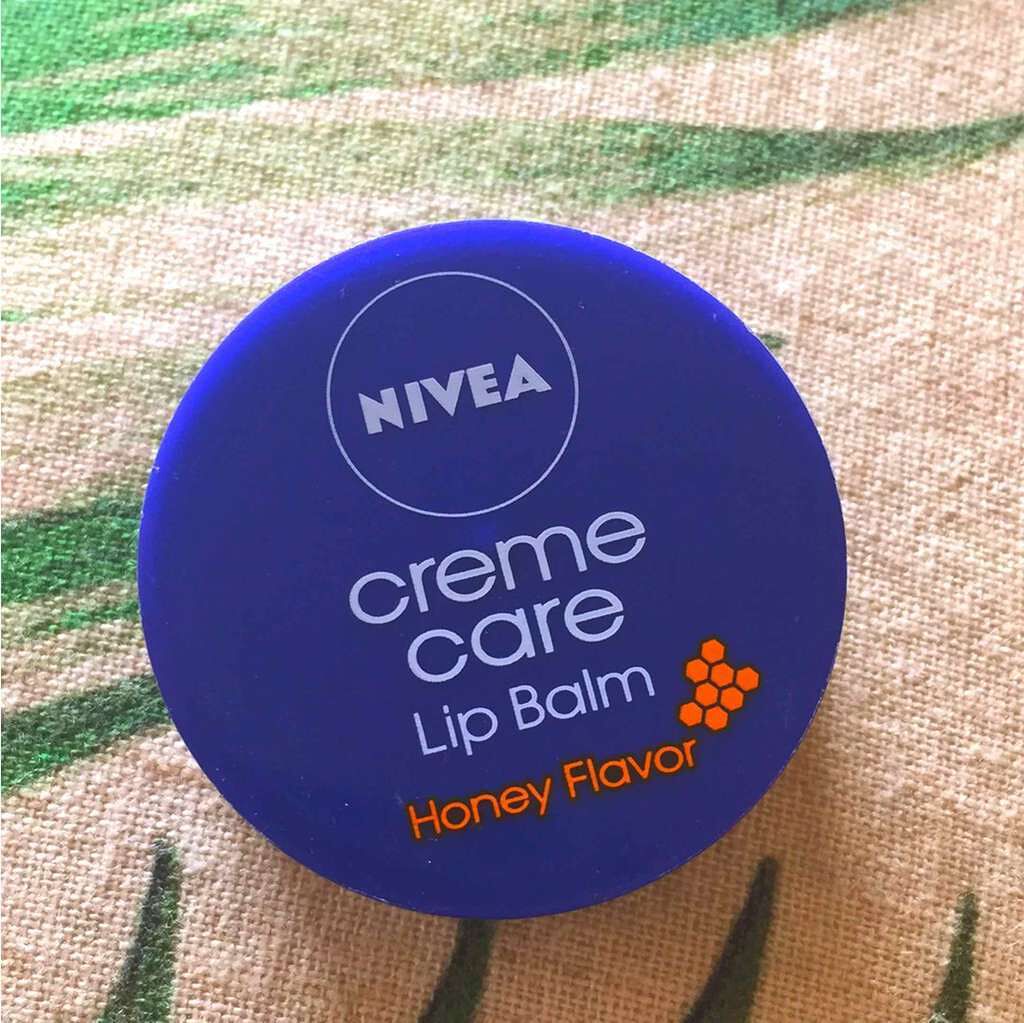 NIVEA
creme
care
Lip Balm
Honey Flavor